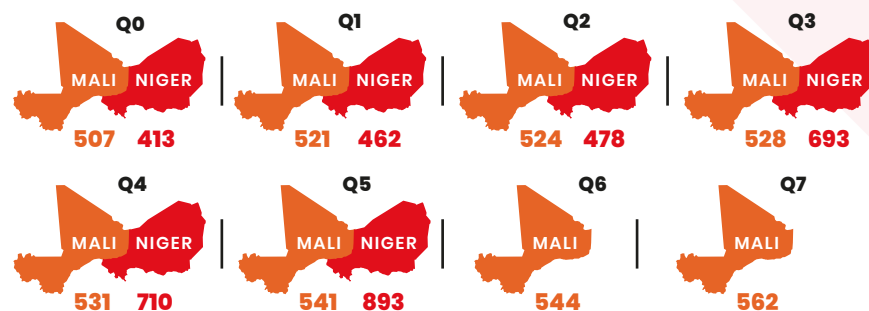 Q0 Q1 Q2 Q3
MALI NIGER MALI NIGER MALI NIGER MALI NIGER
507 413 521 462 524 478 528 693
Q4 Q5 Q6 Q7
MALI NIGER MALI NIGER MALI MALI
531 710 541 893 544 562